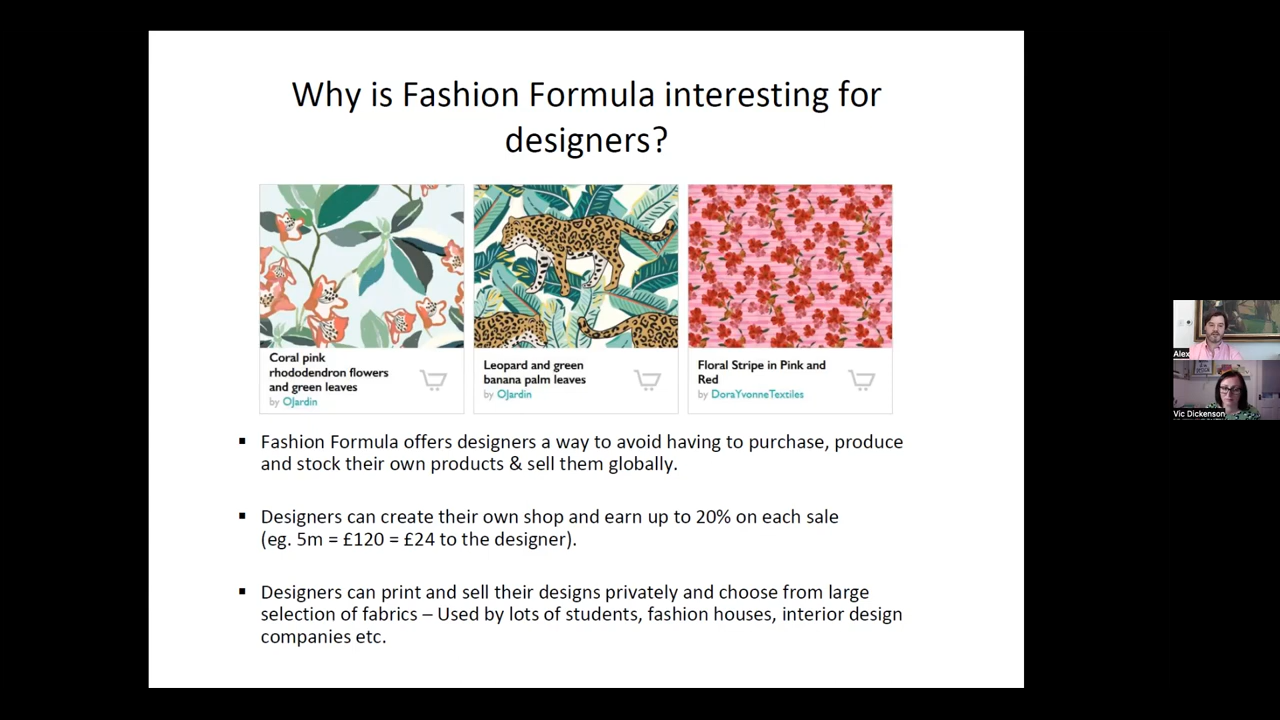 Why is Fashion Formula interesting for
designers?
Coral pink
rhododendron flowers
and green leaves
by OJardin
Leopard and green
banana palm leaves
by OJardin
Floral Stripe in Pink and
Red
by DoraYvonneTextiles
▪ Fashion Formula offers designers a way to avoid having to purchase, produce
and stock their own products & sell them globally.
▪ Designers can create their own shop and earn up to 20% on each sale
(eg. 5m = £120 = £24 to the designer).
▪ Designers can print and sell their designs privately and choose from large
selection of fabrics – Used by lots of students, fashion houses, interior design
companies etc.
Alex
Vic Dickenson